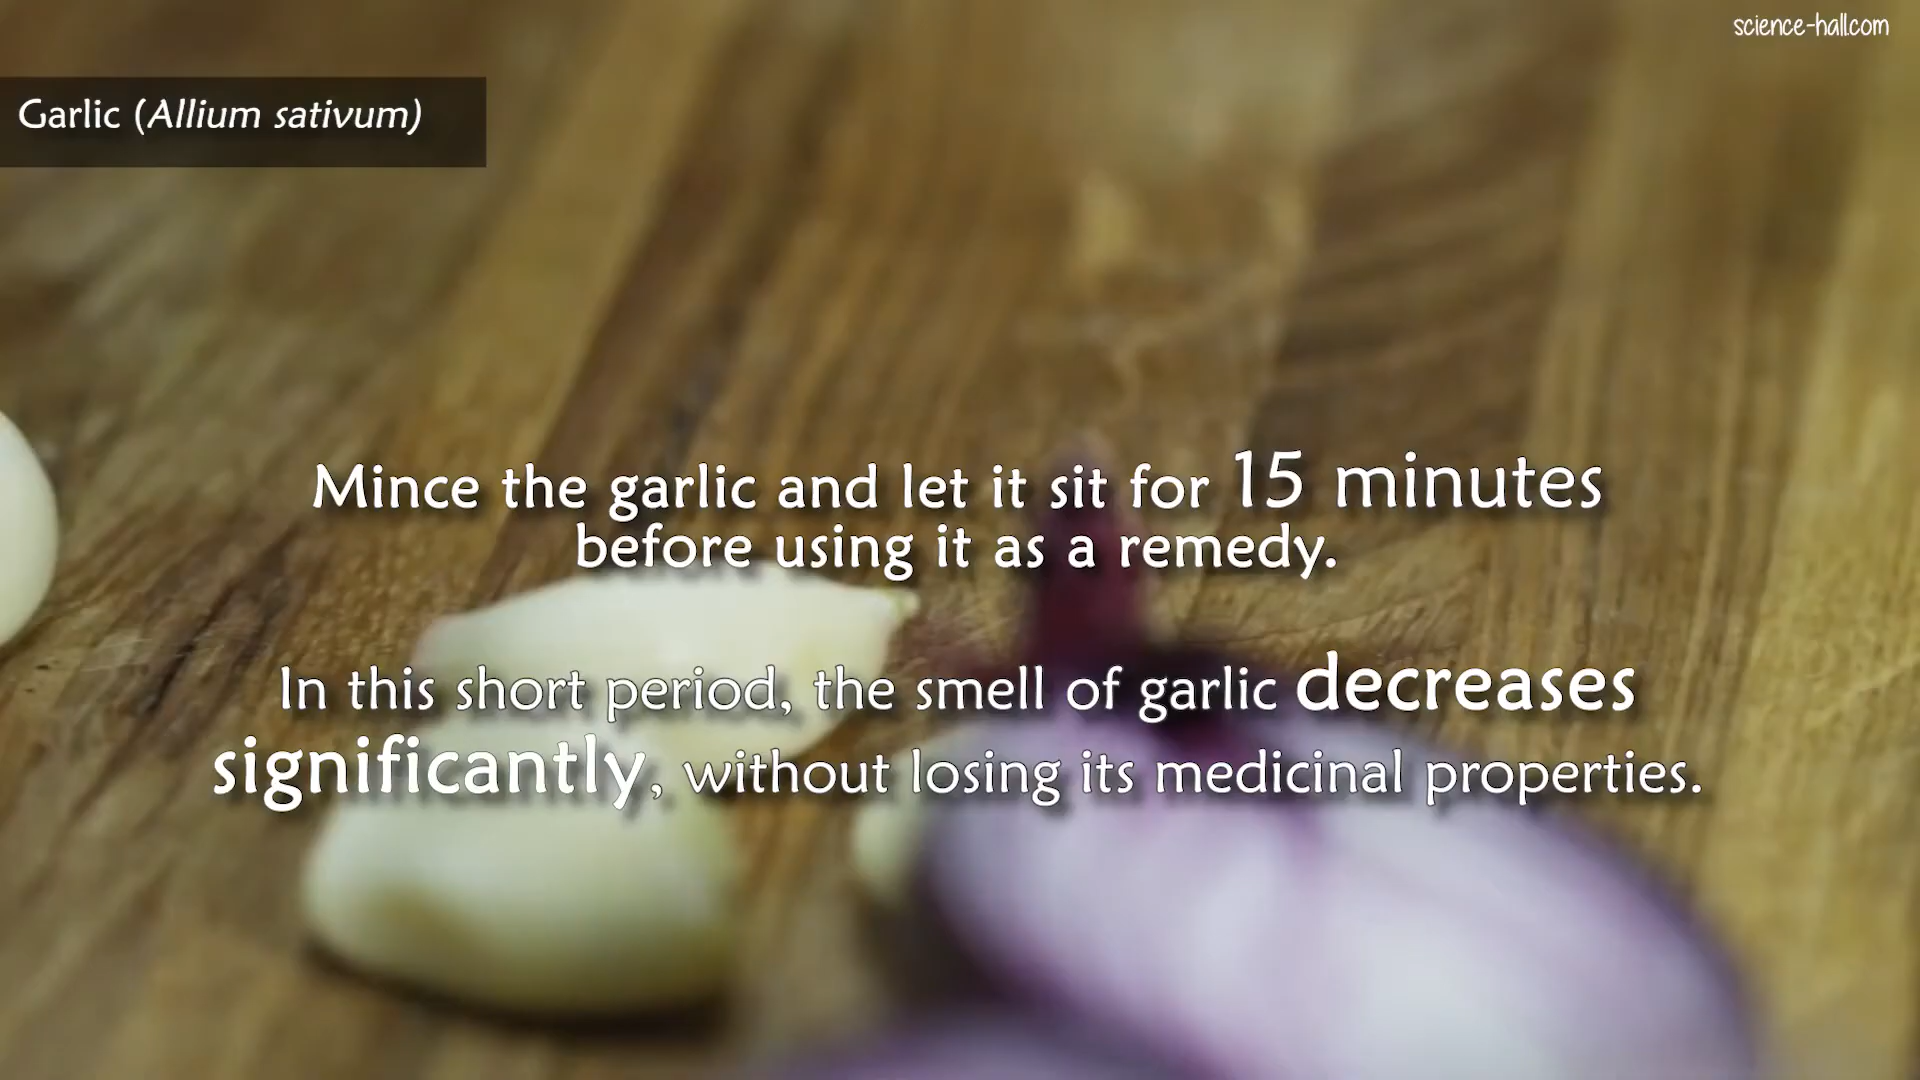 science-hall.com
Garlic (Allium sativum)
Mince the garlic and let it sit for 15 minutes
before using it as a remedy.
In this short period, the smell of garlic decreases
significantly, without losing its medicinal properties.